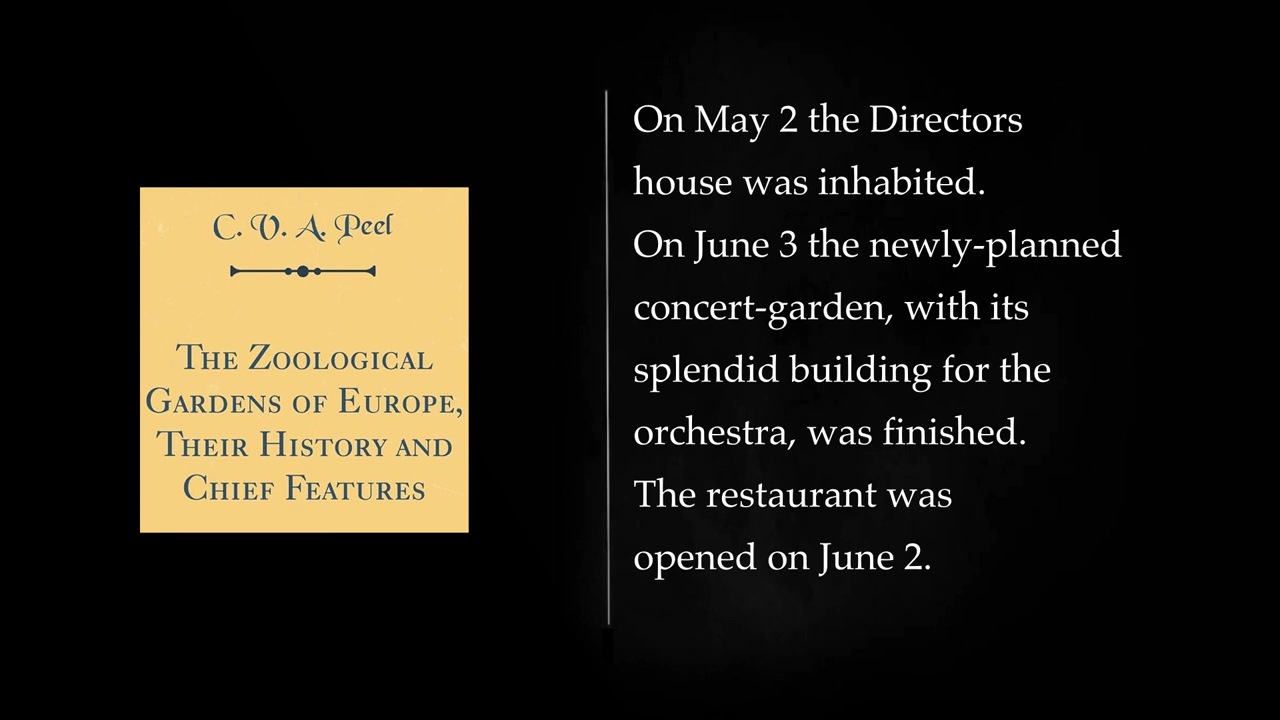 C. V. A. Peel
The Zoological
Gardens of Europe,
Their History and
Chief Features
On May 2 the Directors
house was inhabited.
On June 3 the newly-planned
concert-garden, with its
splendid building for the
orchestra, was finished.
The restaurant was
opened on June 2.